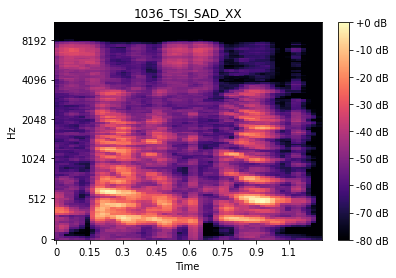 1036_TSI_SAD_XX
+0 dB
8192
-10 dB
4096
-20 dB
-30 dB
2048
Hz
-40 dB
1024
-50 dB
512
-60 dB
-70 dB
0
-80 dB
0 0.15 0.3 0.45 0.6 0.75 0.9 1.1
Time